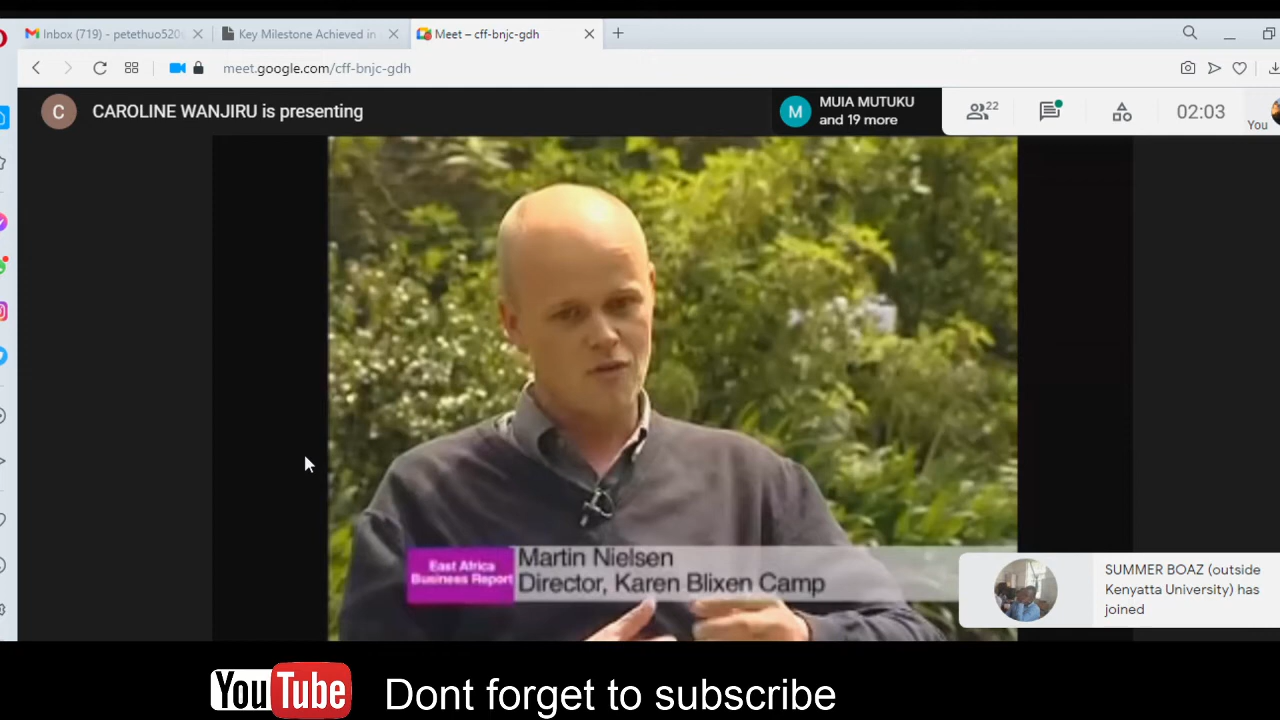 Inbox (719) - petethuo520
Key Milestone Achieved in
Meet – cff-bnjc-gdh
meet.google.com/cff-bnjc-gdh
C
CAROLINE WANJIRU is presenting
M
MUIA MUTUKU
and 19 more
22
02:03
You
East Africa
Business Report
Martin Nielsen
Director, Karen Blixen Camp
SUMMER BOAZ (outside
Kenyatta University) has
joined
YouTube
Dont forget to subscribe